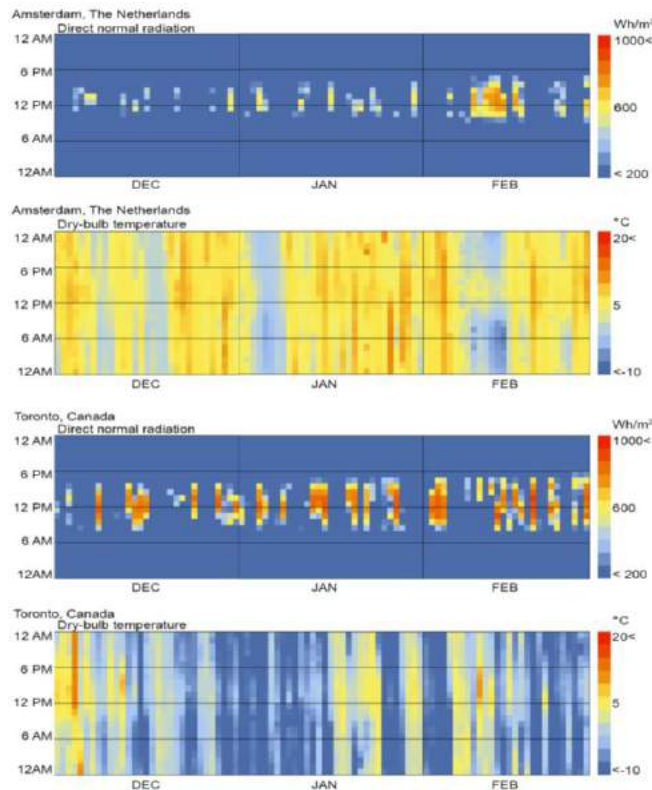 Amsterdam, The Netherlands
Direct normal radiation
Wh/m²
12 AM
6 PM
12 PM
6 AM
12AM
1000<
600
< 200
DEC JAN FEB
Amsterdam, The Netherlands
Dry-bulb temperature
°C
12 AM
6 PM
12 PM
6 AM
12AM
20<
5
<-10
DEC JAN FEB
Toronto, Canada
Direct normal radiation
Wh/m²
12 AM
6 PM
12 PM
6 AM
12AM
1000<
600
< 200
DEC JAN FEB
Toronto, Canada
Dry-bulb temperature
°C
12 AM
6 PM
12 PM
6 AM
12AM
20<
5
<-10
DEC JAN FEB